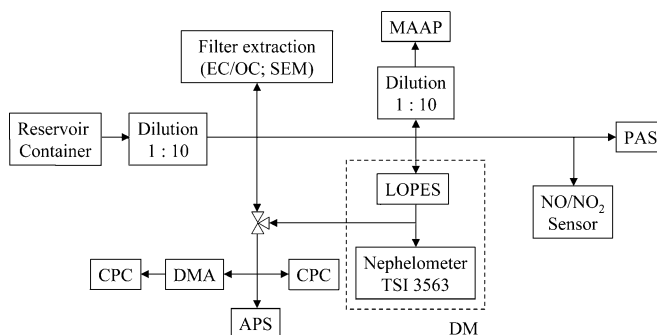 MAAP
Filter extraction
(EC/OC; SEM)
Dilution
1 : 10
Reservoir
Container
Dilution
1 : 10
PAS
LOPES
NO/NO₂
Sensor
CPC
DMA
CPC
Nephelometer
TSI 3563
APS
DM